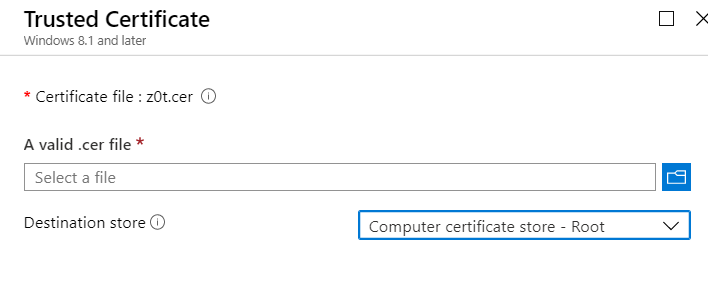 Trusted Certificate
Windows 8.1 and later
* Certificate file : z0t.cer
A valid .cer file *
Select a file
Destination store
Computer certificate store - Root